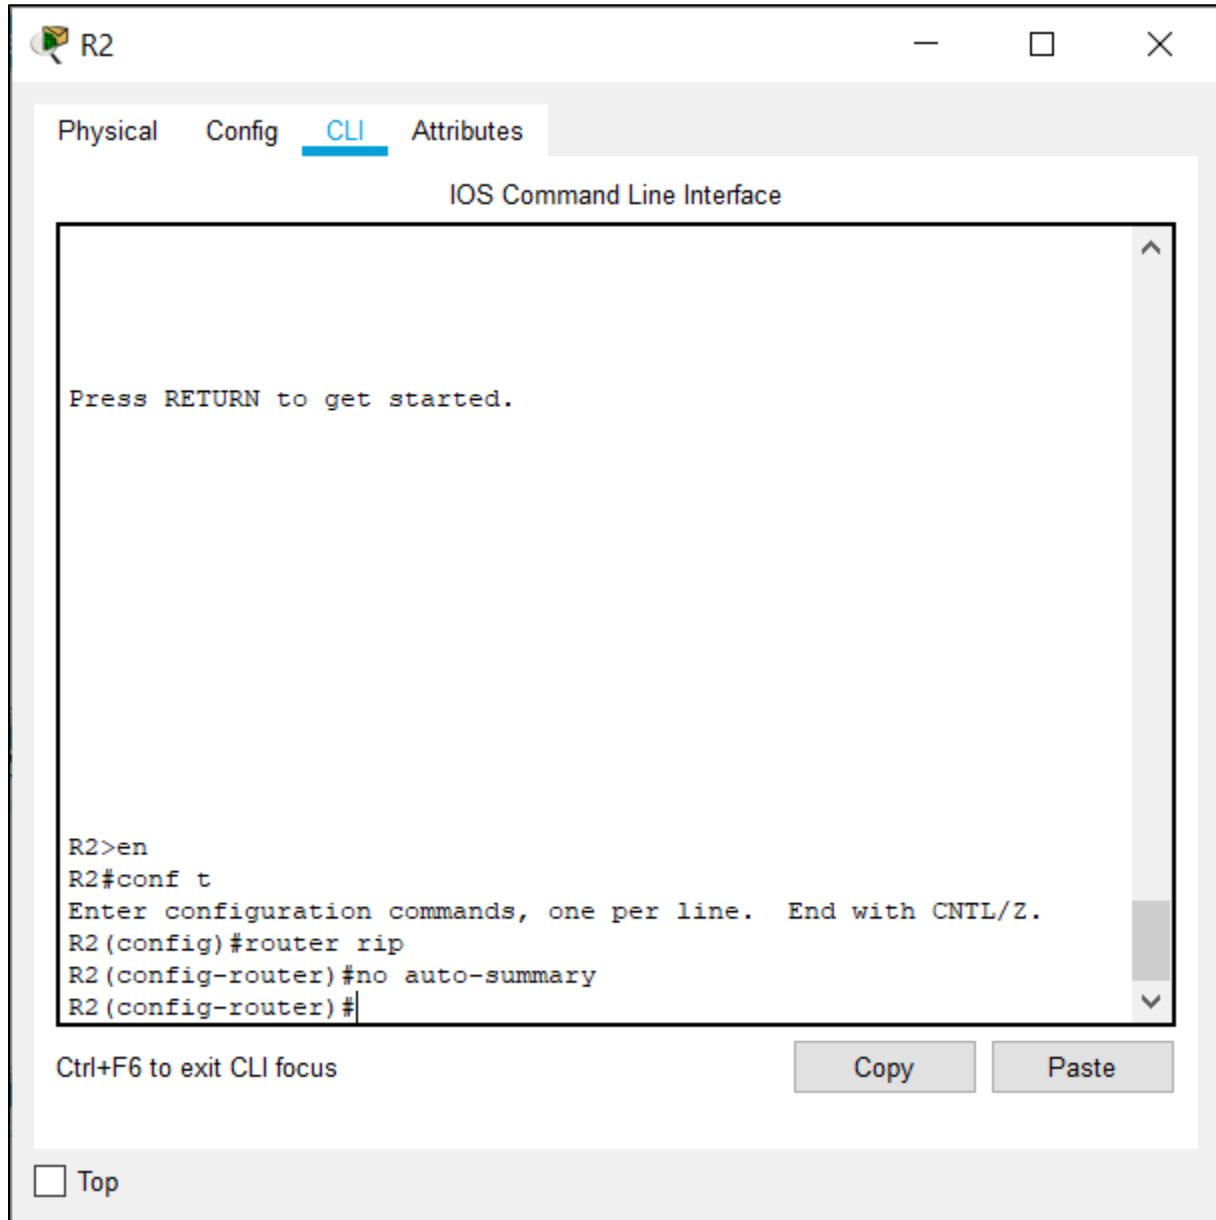 R2
Physical Config CLI Attributes
IOS Command Line Interface
Press RETURN to get started.
R2>en
R2#conf t
Enter configuration commands, one per line.  End with CNTL/Z.
R2(config)#router rip
R2(config-router)#no auto-summary
R2(config-router)#
Ctrl+F6 to exit CLI focus
Copy Paste
Top